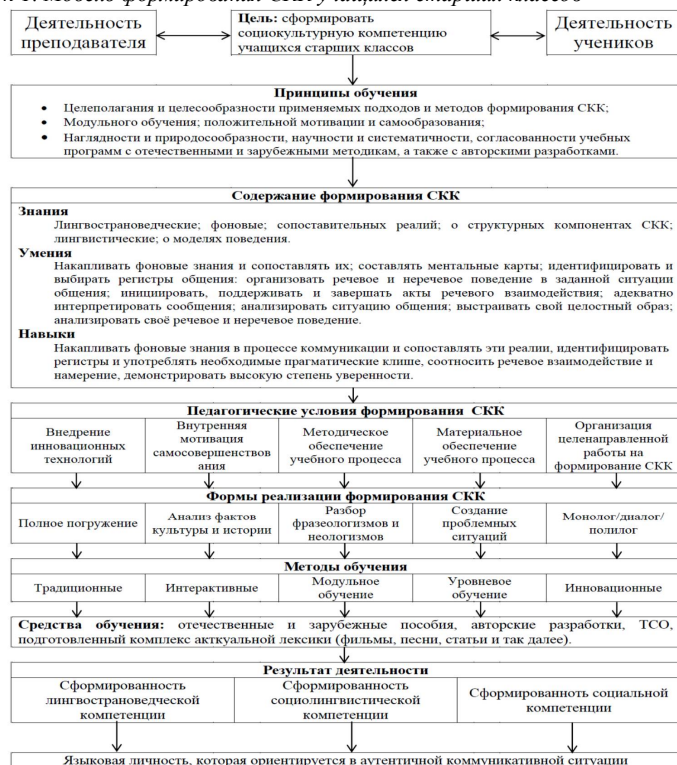 1. Модель формирования СКК учащихся старших классов
Деятельность
преподавателя
Цель: сформировать
социокультурную компетенцию
учащихся старших классов
Деятельность
учеников
Принципы обучения
• Целеполагания и целесообразности применяемых подходов и методов формирования СКК;
• Модульного обучения; положительной мотивации и самообразования;
• Наглядности и природосообразности, научности и систематичности, согласованности учебных
программ с отечественными и зарубежными методикам, а также с авторскими разработками.
Содержание формирования СКК
Знания
Лингвострановедческие; фоновые; сопоставительных реалий; о структурных компонентах СКК;
лингвистические; о моделях поведения.
Умения
Накапливать фоновые знания и сопоставлять их; составлять ментальные карты; идентифицировать и
выбирать регистры общения: организовать речевое и неречевое поведение в заданной ситуации
общения; инициировать, поддерживать и завершать акты речевого взаимодействия; адекватно
интерпретировать сообщения; анализировать ситуацию общения; выстраивать свой целостный образ;
анализировать своё речевое и неречевое поведение.
Навыки
Накапливать фоновые знания в процессе коммуникации и сопоставлять эти реалии, идентифицировать
регистры и употреблять необходимые прагматические клише, соотносить речевое взаимодействие и
намерение, демонстрировать высокую степень уверенности.
Педагогические условия формирования СКК
Внедрение
инновационных
технологий
Внутренняя
мотивация
самосовершенствов
ания
Методическое
обеспечение
учебного процесса
Материальное
обеспечение
учебного процесса
Организация
целенаправленной
работы на
формирование СКК
Формы реализации формирования СКК
Полное погружение
Анализ фактов
культуры и истории
Разбор
фразеологизмов и
неологизмов
Создание
проблемных
ситуаций
Монолог/диалог/
полилог
Методы обучения
Традиционные
Интерактивные
Модульное
обучение
Уровневое
обучение
Инновационные
Средства обучения: отечественные и зарубежные пособия, авторские разработки, ТСО,
подготовленный комплекс акткуальной лексики (фильмы, песни, статьи и так далее).
Результат деятельности
Сформированность
лингвострановедческой
компетенции
Сформированность
социолингвистической
компетенции
Сформированноть социальной
компетенции
Языковая личность, которая ориентируется в аутентичной коммуникативной ситуации